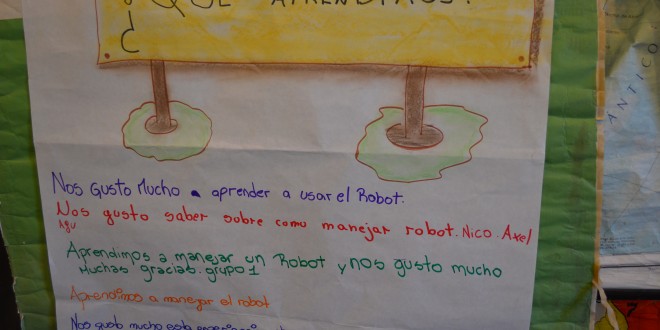 ¿QUE APRENDIMOS?
Nos Gusto Mucho a aprender a usar el Robot.
Nos gusto saber sobre como manejar robot. Nico. Axel
Agu
Aprendimos a manejar un Robot y nos gusto mucho
Muchas gracias. grupo 1
Aprendimos a manejar el robot
Nos gusto mucho esta
ANTICO
7